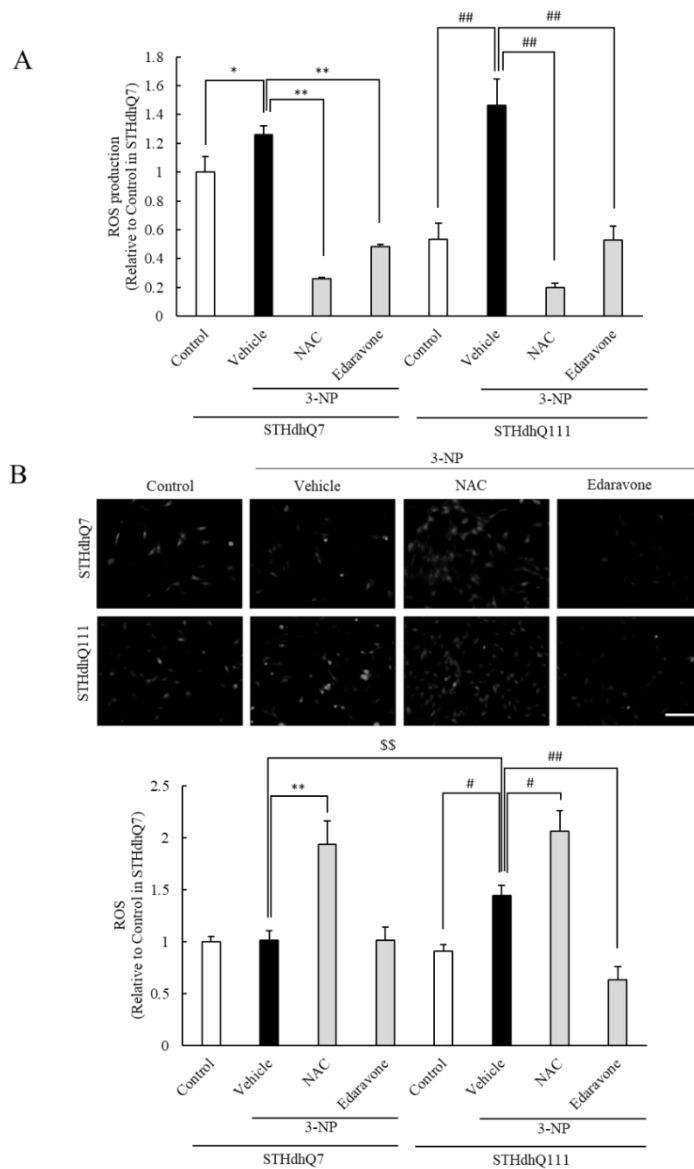 A
ROS production
(Relative to Control in STHdhQ7)
1.8
1.6
1.4
1.2
1
0.8
0.6
0.4
0.2
0
*
**
**
##
##
##
Control
Vehicle
NAC
Edaravone
Control
Vehicle
NAC
Edaravone
3-NP
3-NP
STHdhQ7
STHdhQ111
B
3-NP
Control
Vehicle
NAC
Edaravone
STHdhQ7
STHdhQ111
ROS
(Relative to Control in STHdhQ7)
2.5
2
1.5
1
0.5
0
$$
**
#
#
##
Control
Vehicle
NAC
Edaravone
Control
Vehicle
NAC
Edaravone
3-NP
3-NP
STHdhQ7
STHdhQ111